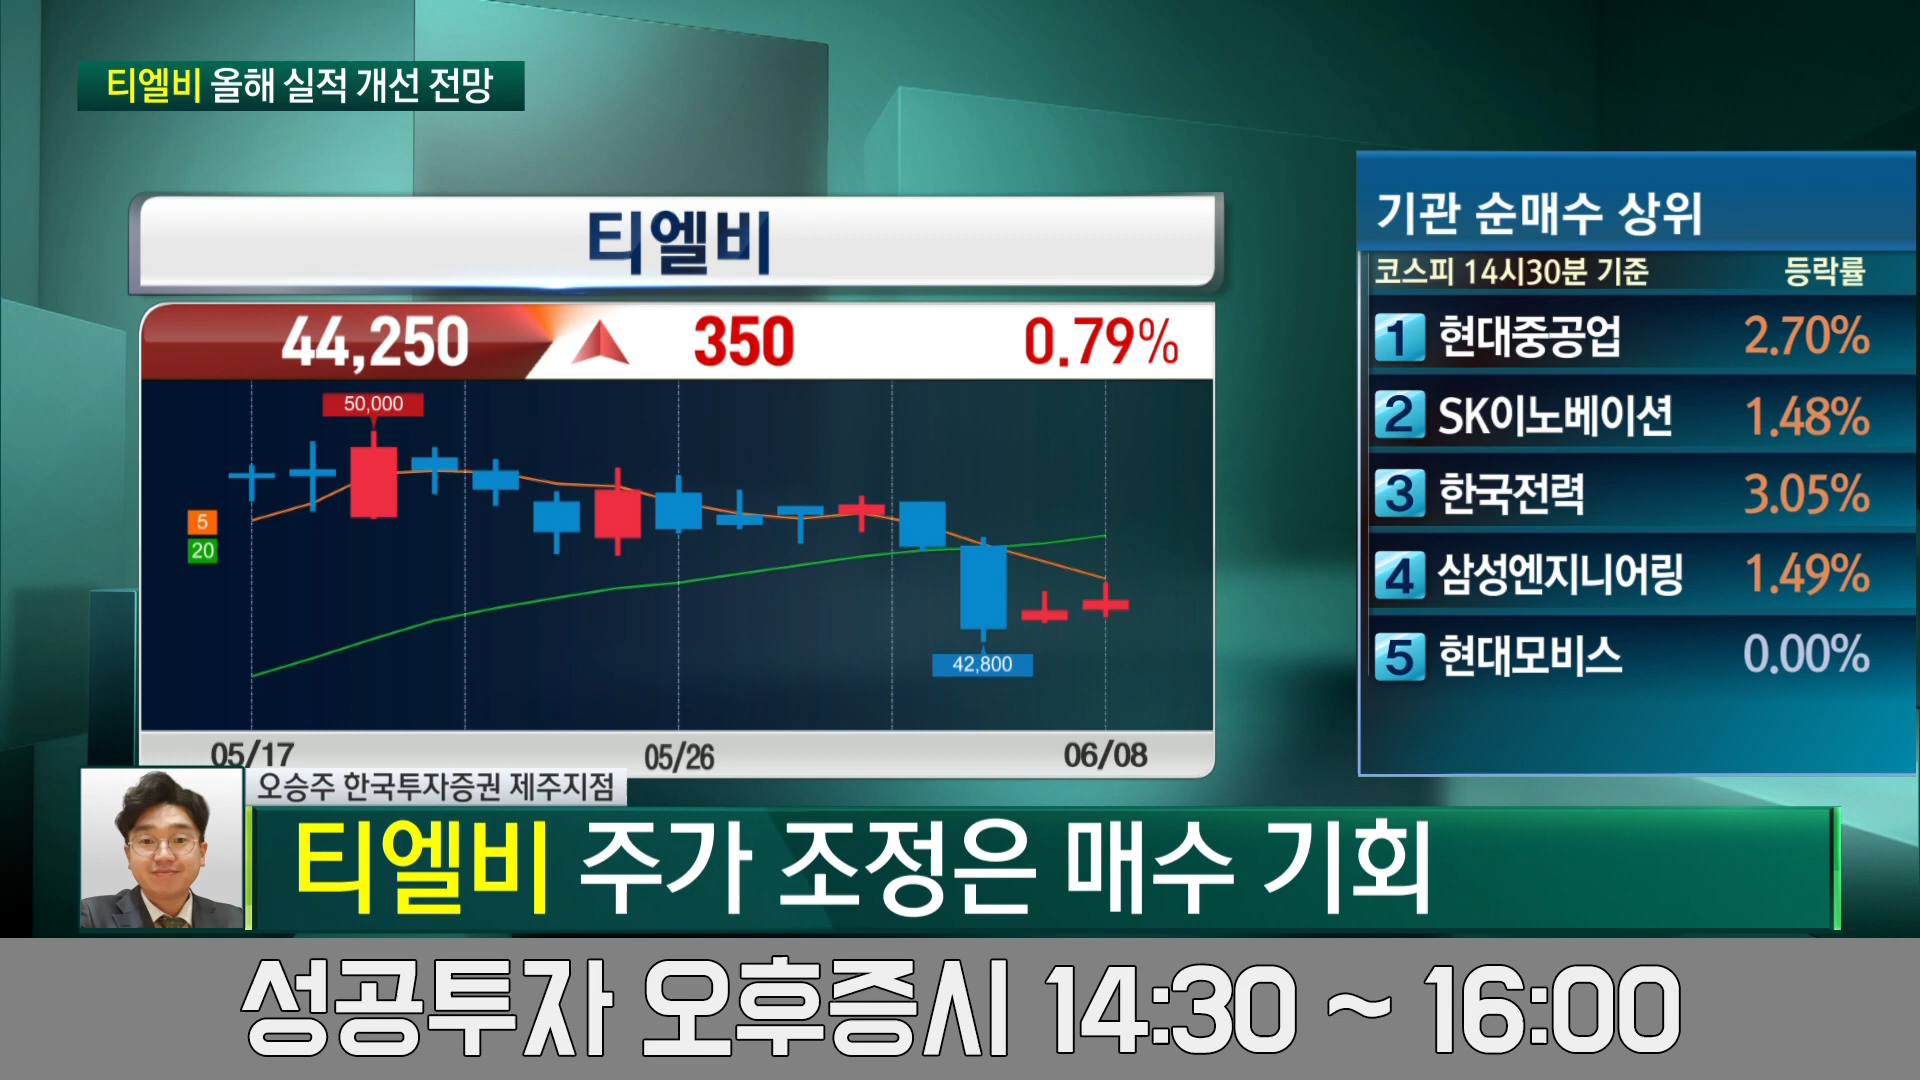 티엘비 올해 실적 개선 전망
티엘비
44,250 350 0.79%
50,000
5
20
42,800
05/17 05/26 06/08
기관 순매수 상위
코스피 14시30분 기준 등락률
1 현대중공업 2.70%
2 SK이노베이션 1.48%
3 한국전력 3.05%
4 삼성엔지니어링 1.49%
5 현대모비스 0.00%
오승주 한국투자증권 제주지점
티엘비 주가 조정은 매수 기회
성공투자 오후증시 14:30 ~ 16:00